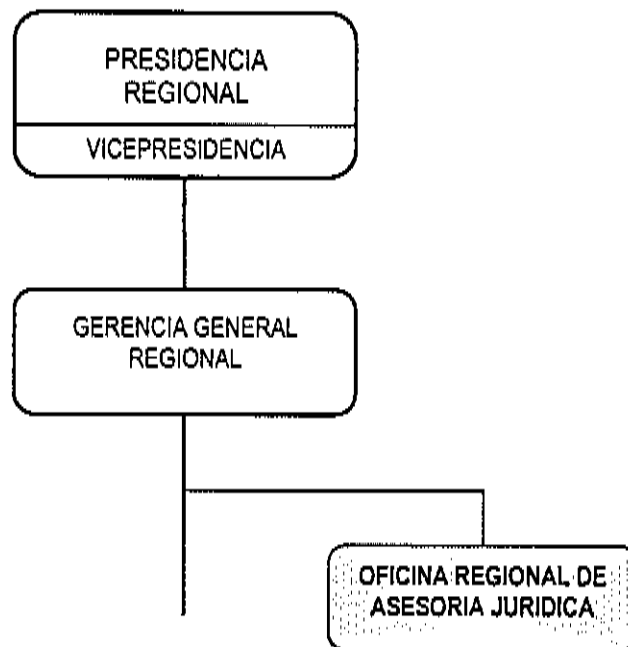 PRESIDENCIA
REGIONAL
VICEPRESIDENCIA
GERENCIA GENERAL
REGIONAL
OFICINA REGIONAL DE
ASESORIA JURIDICA